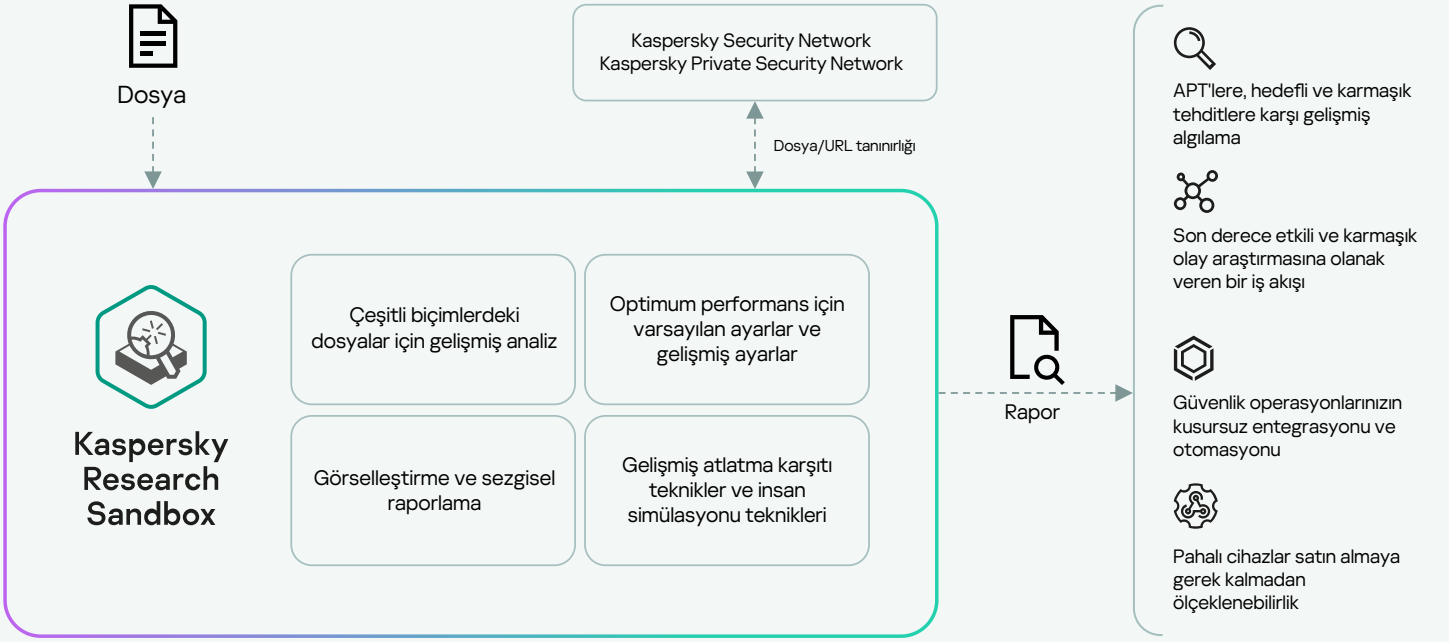 Dosya
Kaspersky Security Network
Kaspersky Private Security Network
Dosya/URL tanınırlığı
Kaspersky
Research
Sandbox
Çeşitli biçimlerdeki
dosyalar için gelişmiş analiz
Optimum performans için
varsayılan ayarlar ve
gelişmiş ayarlar
Görselleştirme ve sezgisel
raporlama
Gelişmiş atlatma karşıtı
teknikler ve insan
simülasyonu teknikleri
Rapor
APT'lere, hedefli ve karmaşık
tehditlere karşı gelişmiş
algılama
Son derece etkili ve karmaşık
olay araştırmasına olanak
veren bir iş akışı
Güvenlik operasyonlarınızın
kusursuz entegrasyonu ve
otomasyonu
Pahalı cihazlar satın almaya
gerek kalmadan
ölçeklenebilirlik